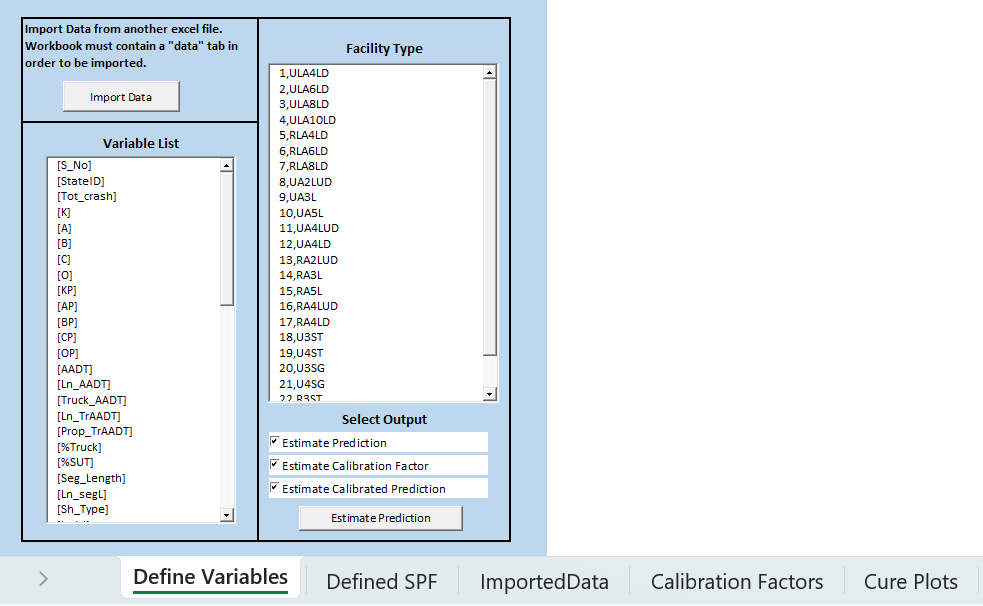 Import Data from another excel file.
Workbook must contain a "data" tab in
order to be imported.
Import Data
Variable List
[S_No]
[StateID]
[Tot_crash]
[K]
[A]
[B]
[C]
[O]
[KP]
[AP]
[BP]
[CP]
[OP]
[AADT]
[Ln_AADT]
[Truck_AADT]
[Ln_TrAADT]
[Prop_TrAADT]
[%Truck]
[%SUT]
[Seg_Length]
[Ln_segL]
[Sh_Type]
Facility Type
1,ULA4LD
2,ULA6LD
3,ULA8LD
4,ULA10LD
5,RLA4LD
6,RLA6LD
7,RLA8LD
8,UA2LUD
9,UA3L
10,UA5L
11,UA4LUD
12,UA4LD
13,RA2LUD
14,RA3L
15,RA5L
16,RA4LUD
17,RA4LD
18,U3ST
19,U4ST
20,U3SG
21,U4SG
22,R3ST
Select Output
Estimate Prediction
Estimate Calibration Factor
Estimate Calibrated Prediction
Estimate Prediction
Define Variables
Defined SPF
ImportedData
Calibration Factors
Cure Plots